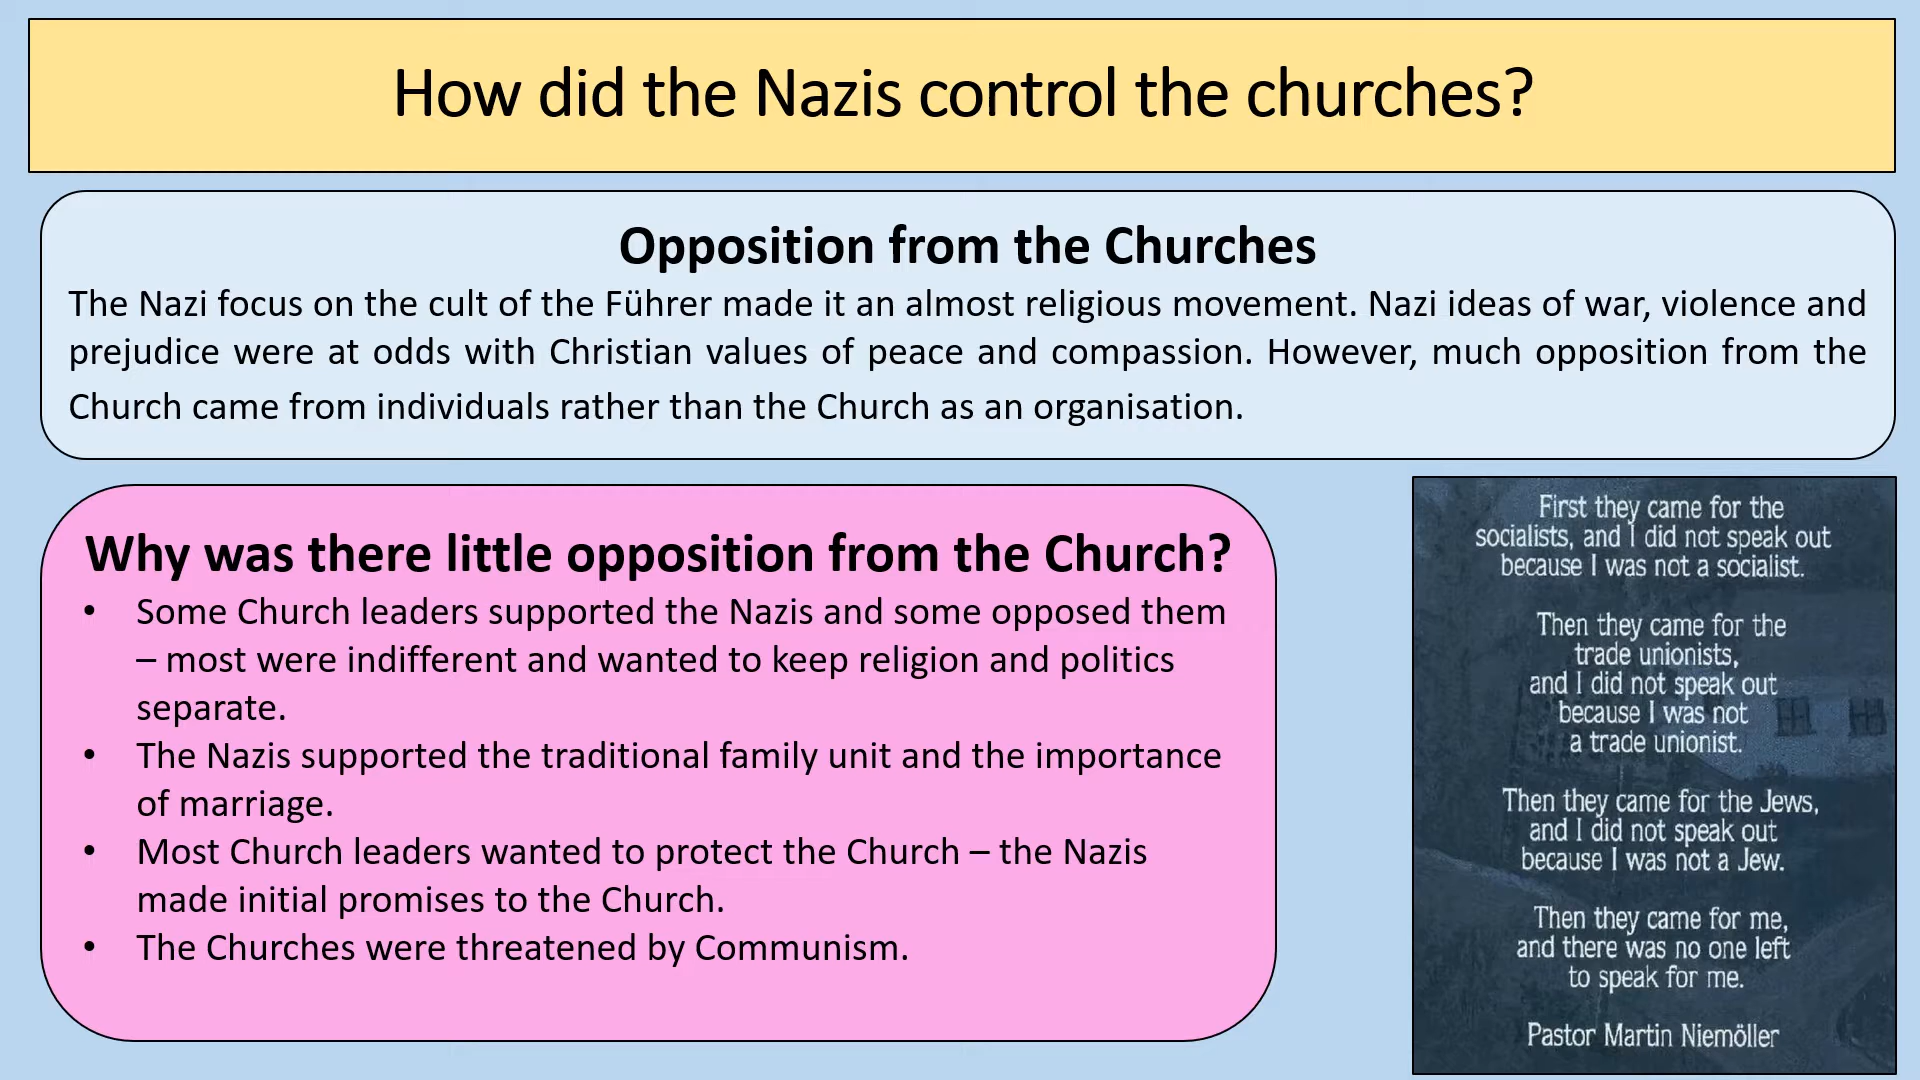 How did the Nazis control the churches?
Opposition from the Churches
The Nazi focus on the cult of the Führer made it an almost religious movement. Nazi ideas of war, violence and
prejudice were at odds with Christian values of peace and compassion. However, much opposition from the
Church came from individuals rather than the Church as an organisation.
Why was there little opposition from the Church?
• Some Church leaders supported the Nazis and some opposed them
– most were indifferent and wanted to keep religion and politics
separate.
• The Nazis supported the traditional family unit and the importance
of marriage.
• Most Church leaders wanted to protect the Church – the Nazis
made initial promises to the Church.
• The Churches were threatened by Communism.
First they came for the
socialists, and I did not speak out
because I was not a socialist.
Then they came for the
trade unionists,
and I did not speak out
because I was not
a trade unionist.
Then they came for the Jews,
and I did not speak out
because I was not a Jew.
Then they came for me,
and there was no one left
to speak for me.
Pastor Martin Niemöller